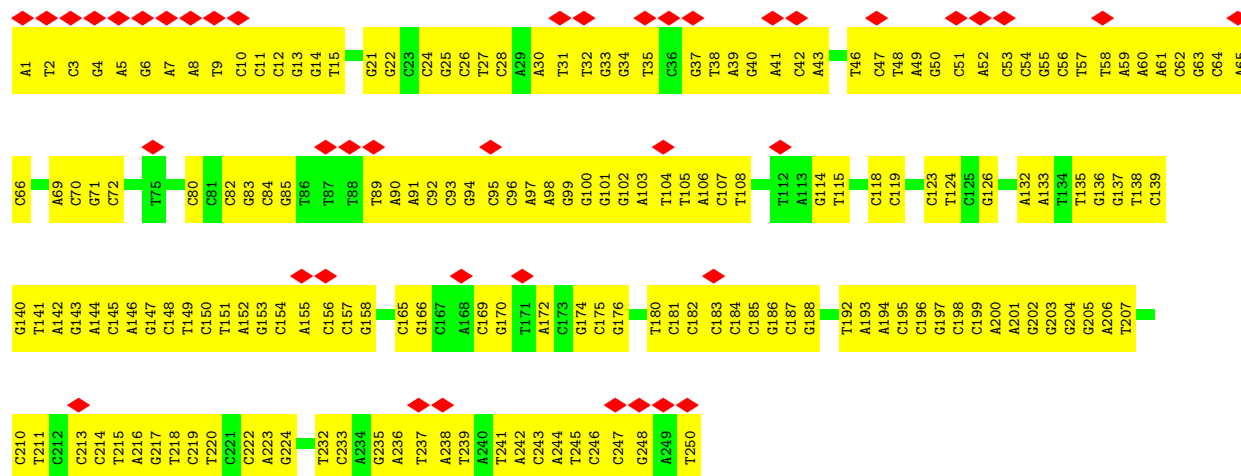 A1 T2 C3 G4 A5 G6 A7 A8 T9 C10 C11 C12 G13 G14 T15 G21 G22 C23 C24 G25 C26 T27 C28 A29 A30 T31 T32 G33 G34 T35 C36 G37 T38 A39 G40 A41 C42 A43 T46 C47 T48 A49 G50 C51 A52 C53 C54 G55 C56 T57 T58 A59 A60 A61 C62 G63 C64 A65
C66 A69 C70 G71 C72 T75 C80 C81 C82 G83 C84 G85 T86 T87 T88 T89 A90 A91 C92 C93 G94 C95 C96 A97 A98 G99 G100 G101 G102 A103 T104 T105 A106 C107 T108 T112 A113 G114 T115 C118 C119 C123 T124 C125 G126 A132 A133 T134 T135 G136 G137 T138 C139
G140 T141 A142 G143 A144 C145 A146 G147 C148 T149 C150 T151 A152 G153 C154 A155 C156 C157 G158 C165 G166 C167 A168 C169 G170 T171 A172 C173 G174 C175 G176 T180 C181 C182 C183 C184 C185 G186 C187 G188 T192 A193 A194 C195 C196 G197 C198 C199 A200 A201 G202 G203 G204 G205 A206 T207
C210 T211 C212 C213 C214 T215 A216 G217 T218 C219 T220 C221 C222 A223 G224 T232 C233 A234 G235 A236 T237 A238 T239 A240 T241 A242 C243 A244 T245 C246 C247 G248 A249 T250